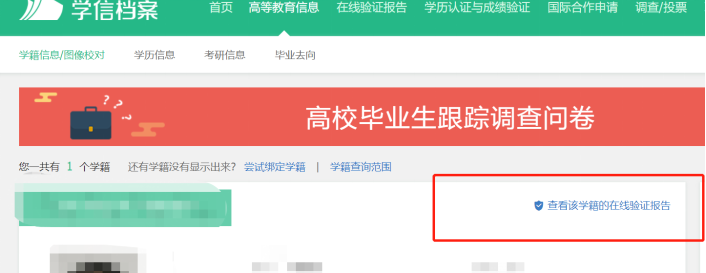 学信档案 首页 高等教育信息 在线验证报告 学历认证与成绩验证 国际合作申请 调查/投票
学籍信息/图像校对 学历信息 考研信息 毕业去向
? ? ?
高校毕业生跟踪调查问卷
您一共有 1 个学籍 还有学籍没有显示出来? 尝试绑定学籍 | 学籍查询范围
查看该学籍的在线验证报告